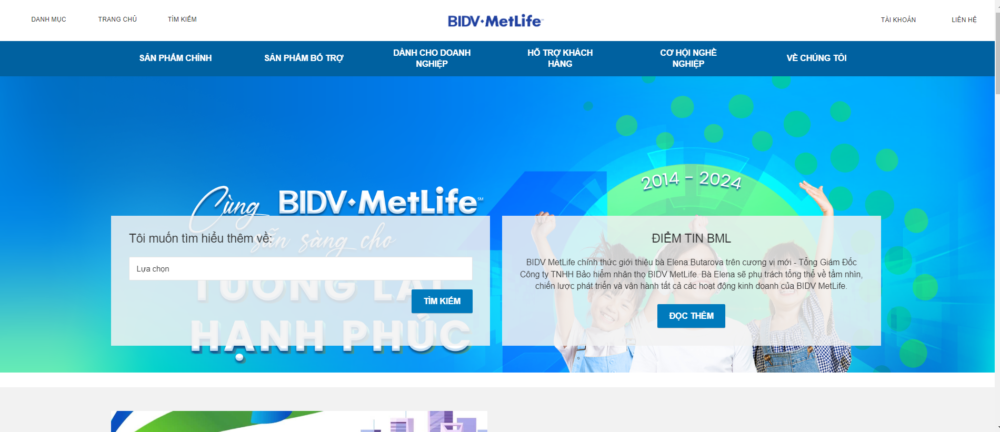 DANH MỤC
TRANG CHỦ
TÌM KIẾM
BIDV MetLife
TÀI KHOẢN
LIÊN HỆ
SẢN PHẨM CHÍNH
SẢN PHẨM BỔ TRỢ
DÀNH CHO DOANH
NGHIỆP
HỖ TRỢ KHÁCH
HÀNG
CƠ HỘI NGHỀ
NGHIỆP
VỀ CHÚNG TÔI
2014 - 2024
Cùng BIDV MetLife SM
sẵn sàng cho
TƯƠNG LAI
HẠNH PHÚC
Tôi muốn tìm hiểu thêm về:
Lựa chọn
TÌM KIẾM
ĐIỂM TIN BML
BIDV MetLife chính thức giới thiệu bà Elena Butarova trên cương vị mới - Tổng Giám Đốc
Công ty TNHH Bảo hiểm nhân thọ BIDV MetLife. Bà Elena sẽ phụ trách tổng thể về tầm nhìn,
chiến lược phát triển và vận hành tất cả các hoạt động kinh doanh của BIDV MetLife.
ĐỌC THÊM